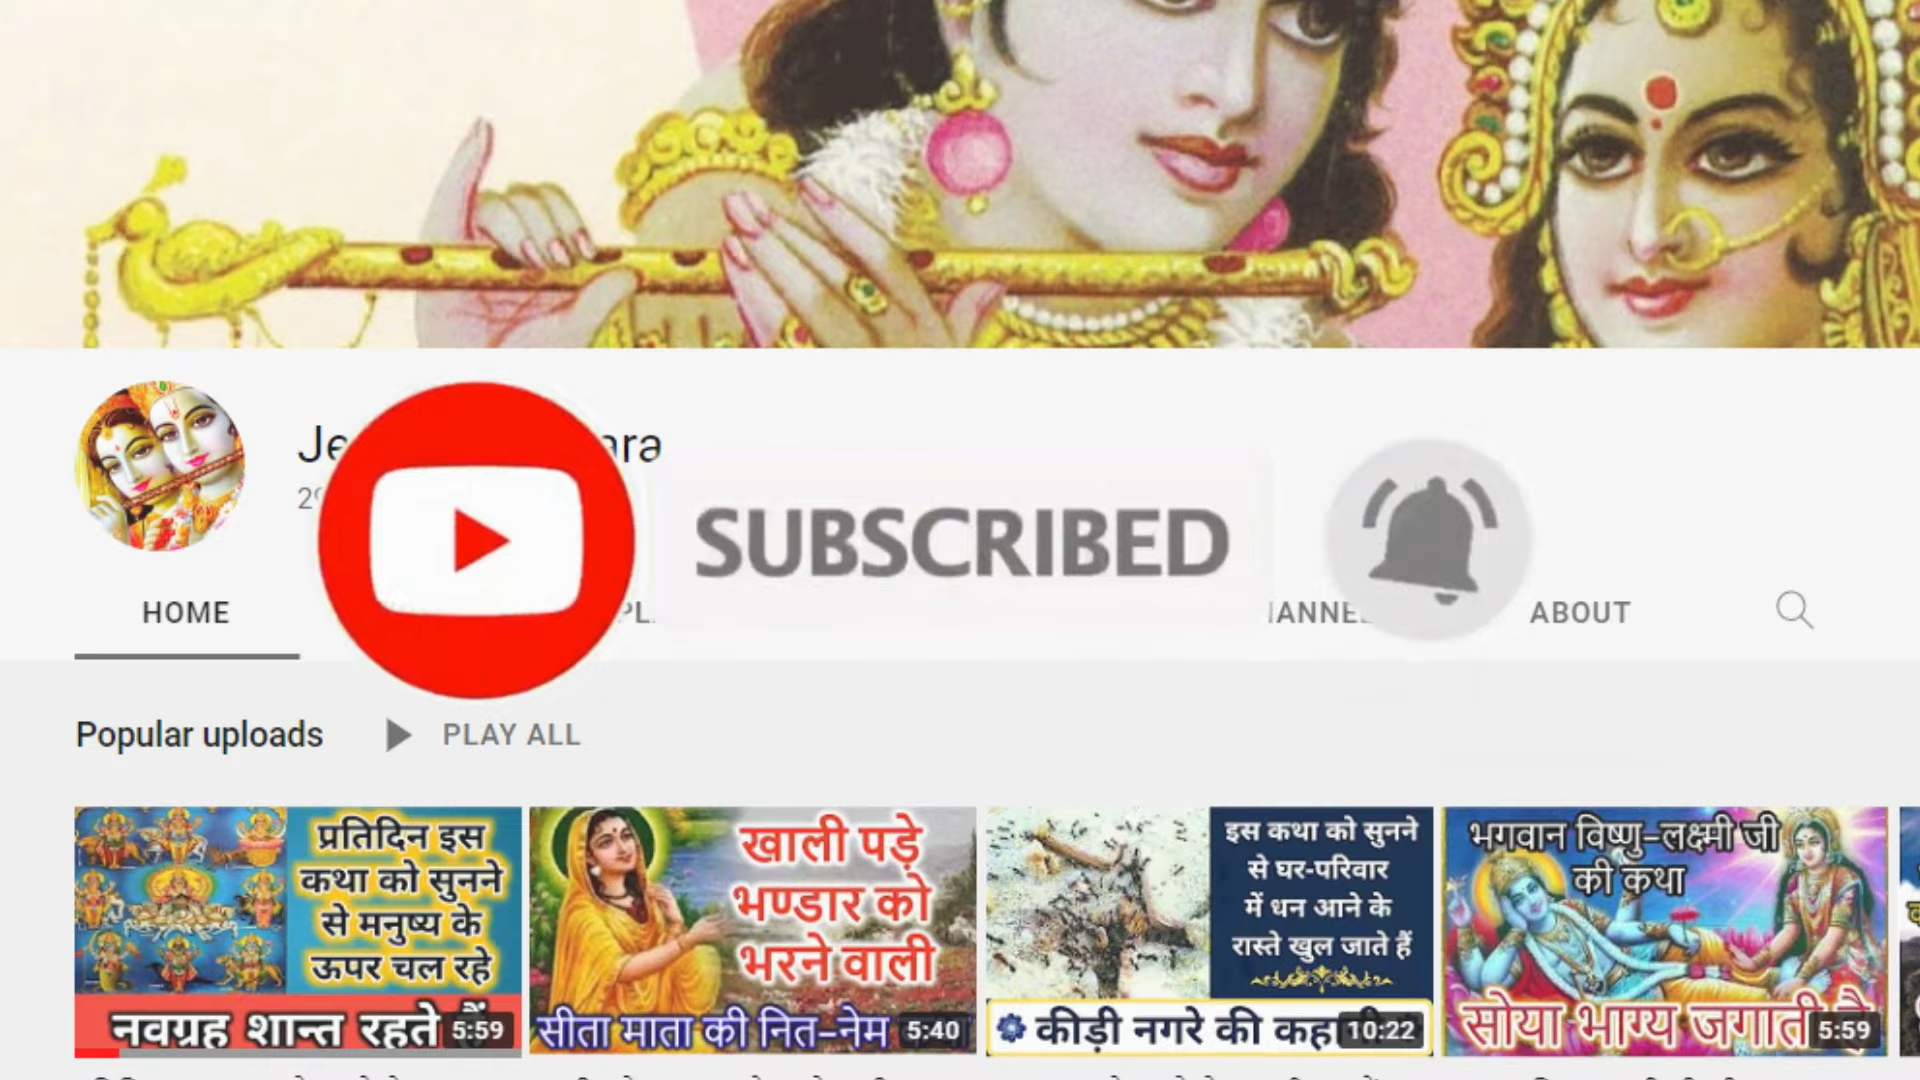 SUBSCRIBED
HOME
ABOUT
Popular uploads
PLAY ALL
प्रतिदिन इस
कथा को सुनने
से मनुष्य के
ऊपर चल रहे
नवग्रह शान्त रहते हैं
5:59
खाली पड़े
भण्डार को
भरने वाली
सीता माता की नित-नेम
5:40
इस कथा को सुनने
से घर-परिवार
में धन आने के
रास्ते खुल जाते हैं
कीड़ी नगरे की
10:22
भगवान विष्णु-लक्ष्मी जी
की कथा
सोया भाग्य जगाती है
5:59